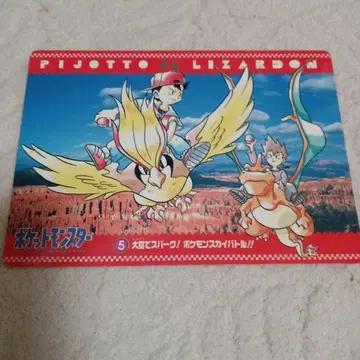 PIJOTTO VS LIZARDON
ポケットモンスター
5 大空でスパーク! ポケモンスカイバトル!!